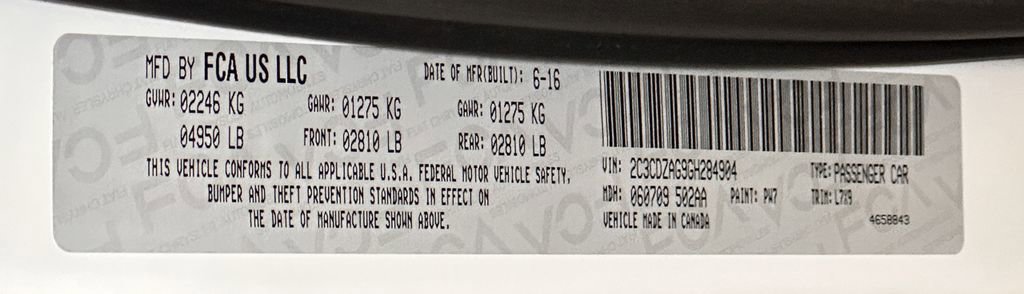 MFD BY FCA US LLC DATE OF MFR(BUILT): 6-16
GVWR: 02246 KG GAWR: 01275 KG GAWR: 01275 KG
04950 LB FRONT: 02810 LB REAR: 02810 LB
THIS VEHICLE CONFORMS TO ALL APPLICABLE U.S.A. FEDERAL MOTOR VEHICLE SAFETY,
BUMPER AND THEFT PREVENTION STANDARDS IN EFFECT ON
THE DATE OF MANUFACTURE SHOWN ABOVE.
VIN: 2C3CDZAG9GH284904 TYPE: PASSENGER CAR
MDH: 060709 502AA PAINT: PW7 TRIM: L7X9
VEHICLE MADE IN CANADA 4658843